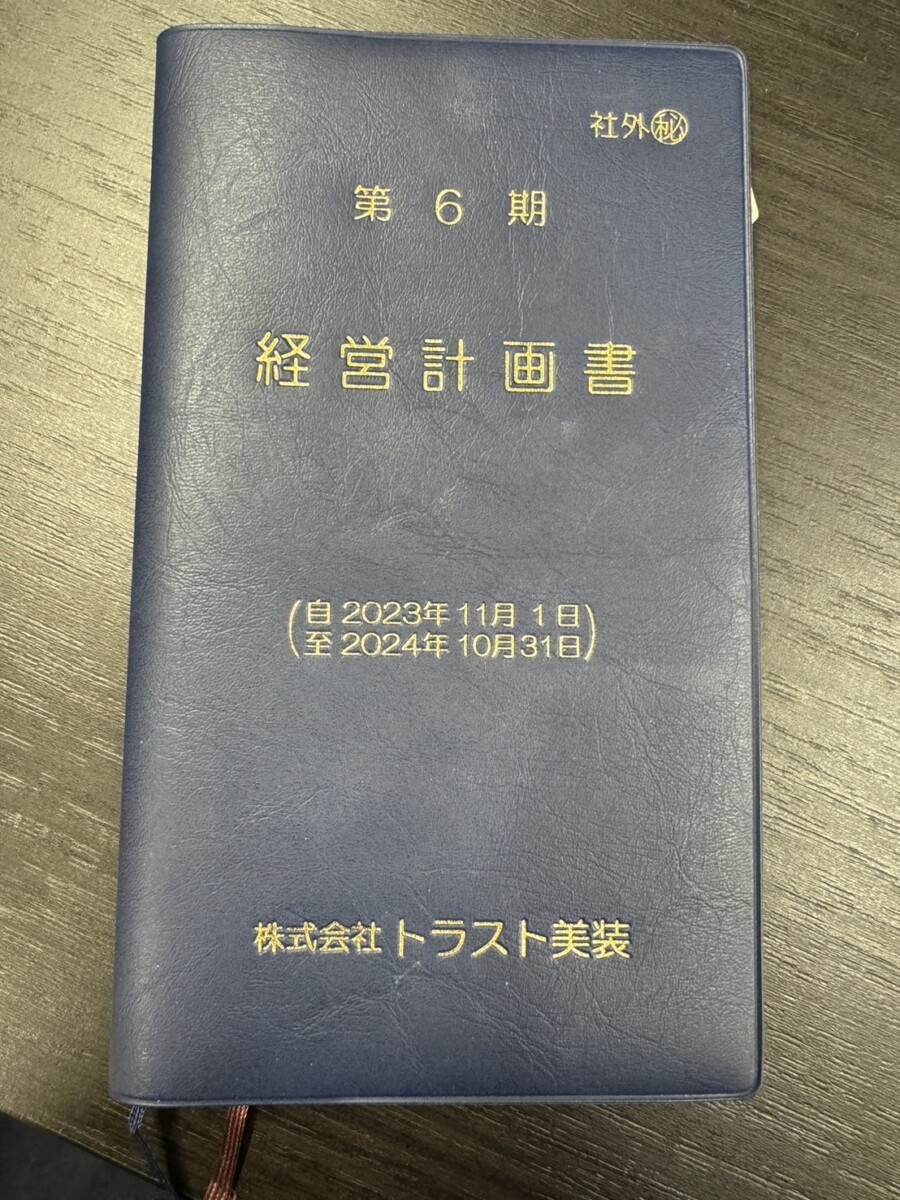 社外㊙
第6期
経営計画書
(自 2023年11月 1日
至 2024年10月31日)
株式会社トラスト美装